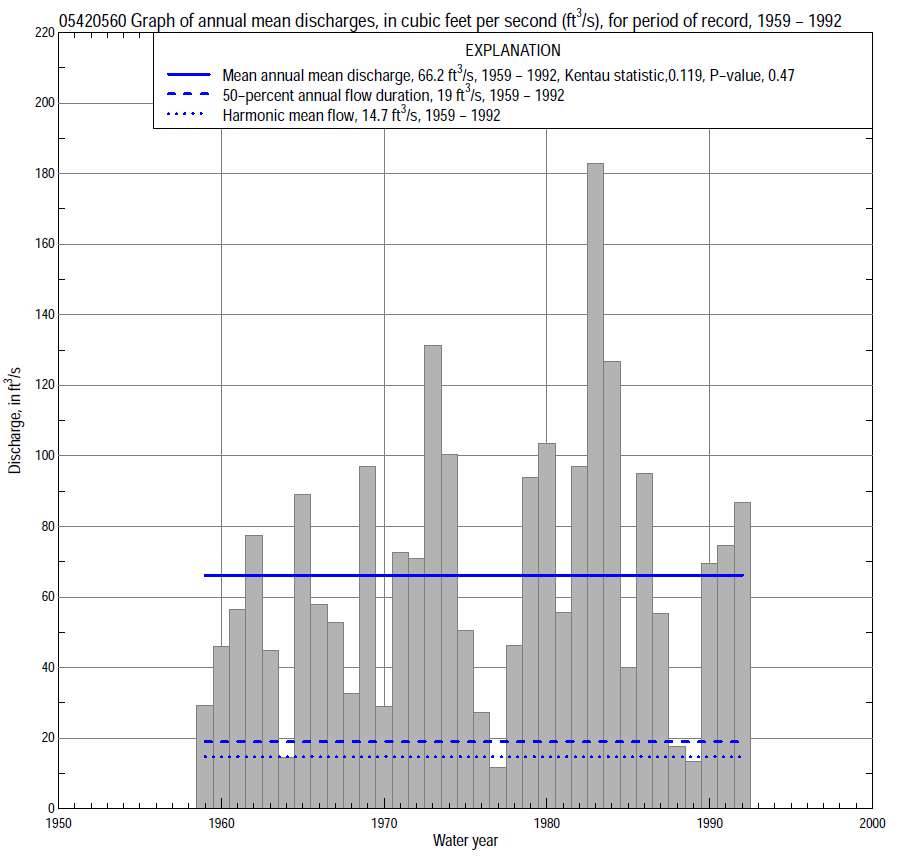 05420560 Graph of annual mean discharges, in cubic feet per second (ft³/s), for period of record, 1959 – 1992
EXPLANATION
Mean annual mean discharge, 66.2 ft³/s, 1959 – 1992, Kentau statistic,0.119, P–value, 0.47
50–percent annual flow duration, 19 ft³/s, 1959 – 1992
Harmonic mean flow, 14.7 ft³/s, 1959 – 1992
Discharge, in ft³/s
220
200
180
160
140
120
100
80
60
40
20
0
1950 1960 1970 1980 1990 2000
Water year